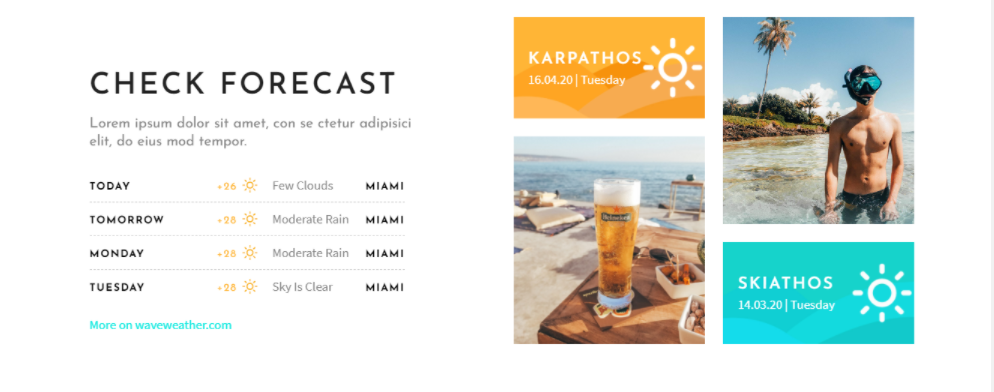 CHECK FORECAST
Lorem ipsum dolor sit amet, con se ctetur adipisici
elit, do eius mod tempor.
TODAY +26 Few Clouds MIAMI
TOMORROW +28 Moderate Rain MIAMI
MONDAY +28 Moderate Rain MIAMI
TUESDAY +28 Sky Is Clear MIAMI
More on waveweather.com
KARPATHOS
16.04.20 | Tuesday
Heineken
SKIATHOS
14.03.20 | Tuesday